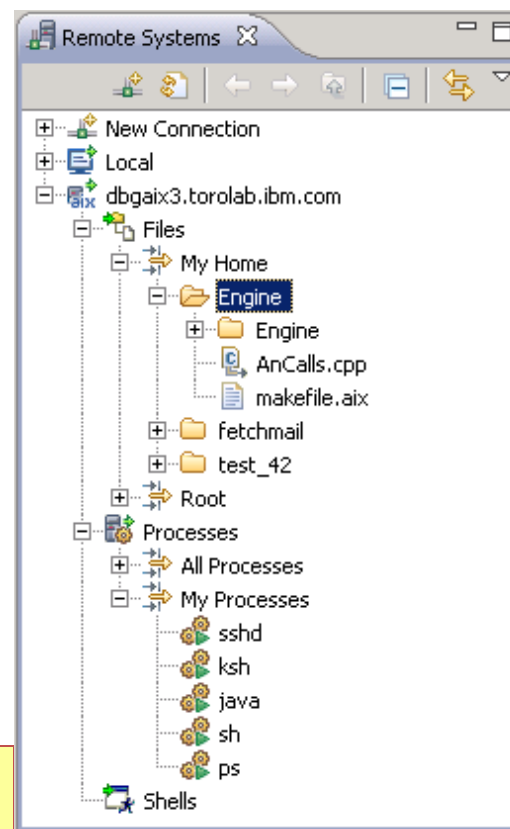 Remote Systems
New Connection
Local
dbgaix3.torolab.ibm.com
Files
My Home
Engine
Engine
AnCalls.cpp
makefile.aix
fetchmail
test_42
Root
Processes
All Processes
My Processes
sshd
ksh
java
sh
ps
Shells